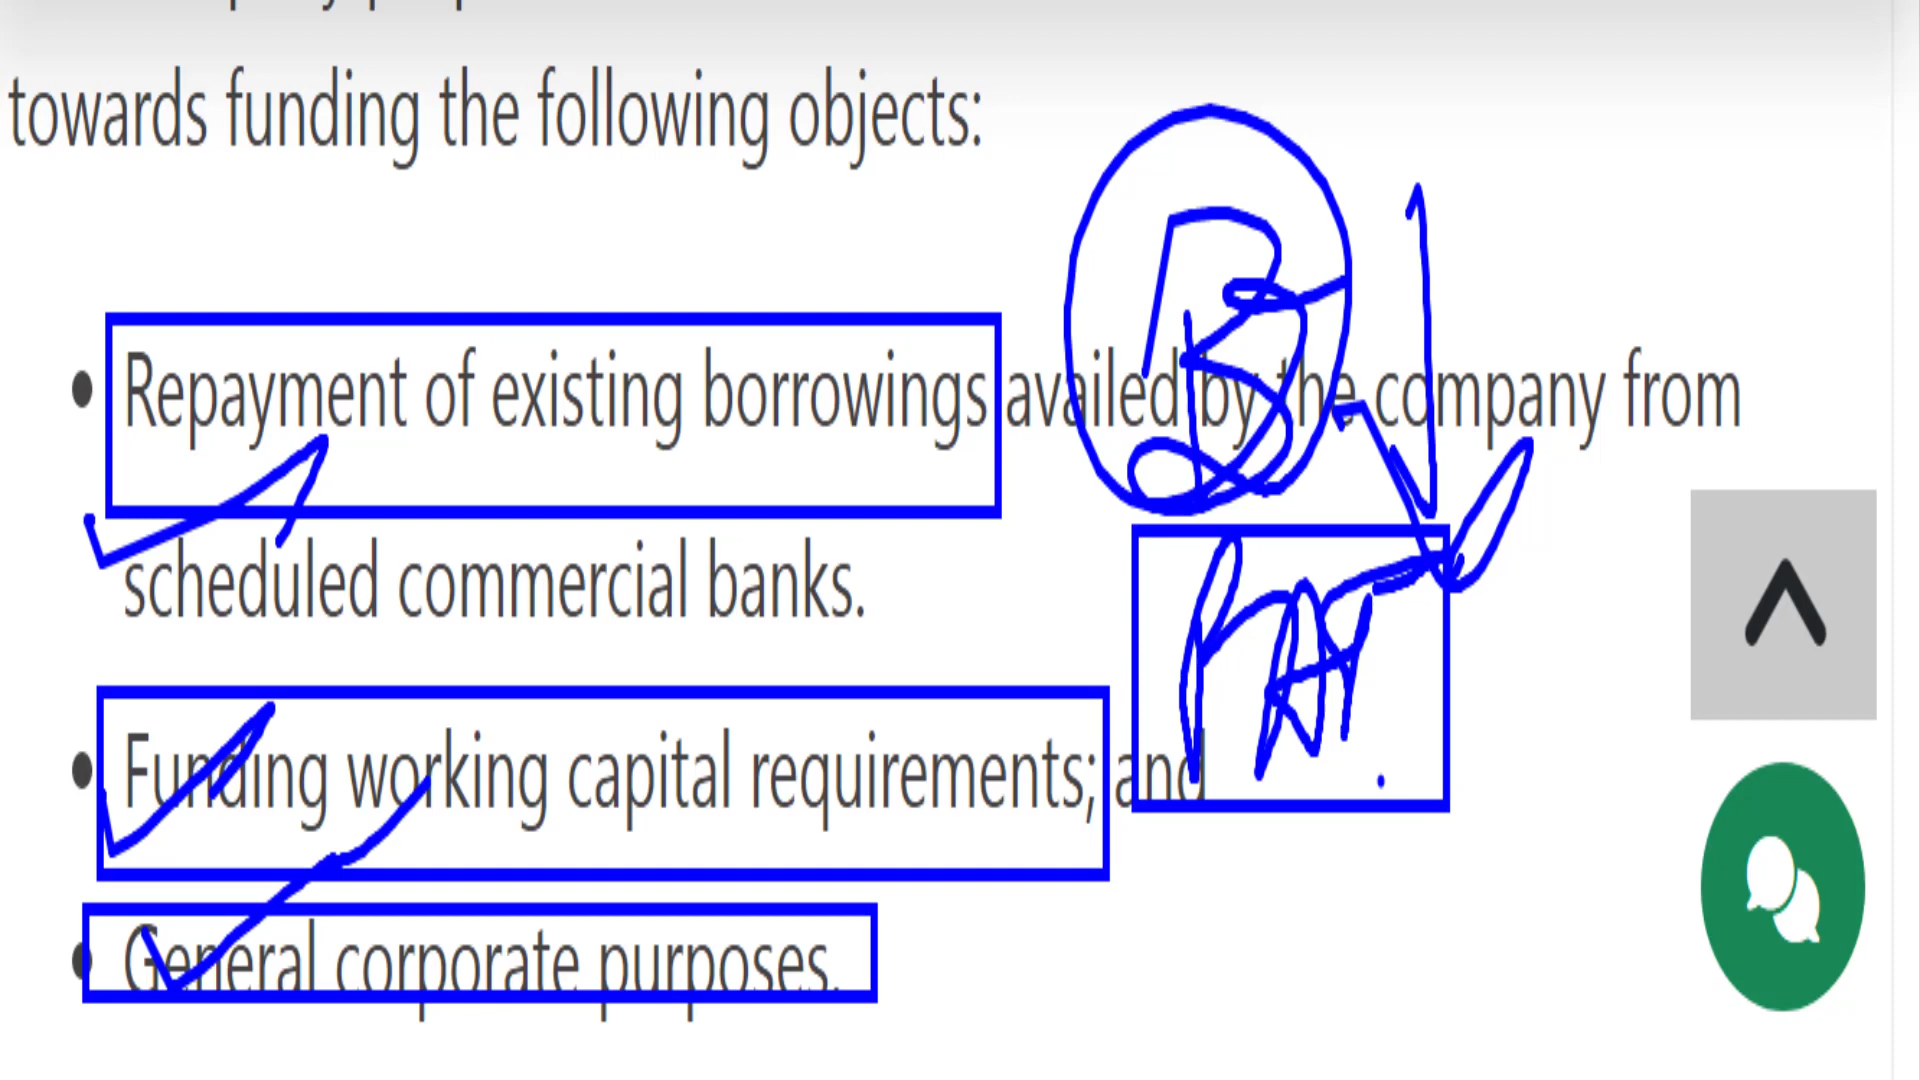 towards funding the following objects:
• Repayment of existing borrowings availed by the company from
scheduled commercial banks.
• Funding working capital requirements; and
• General corporate purposes.